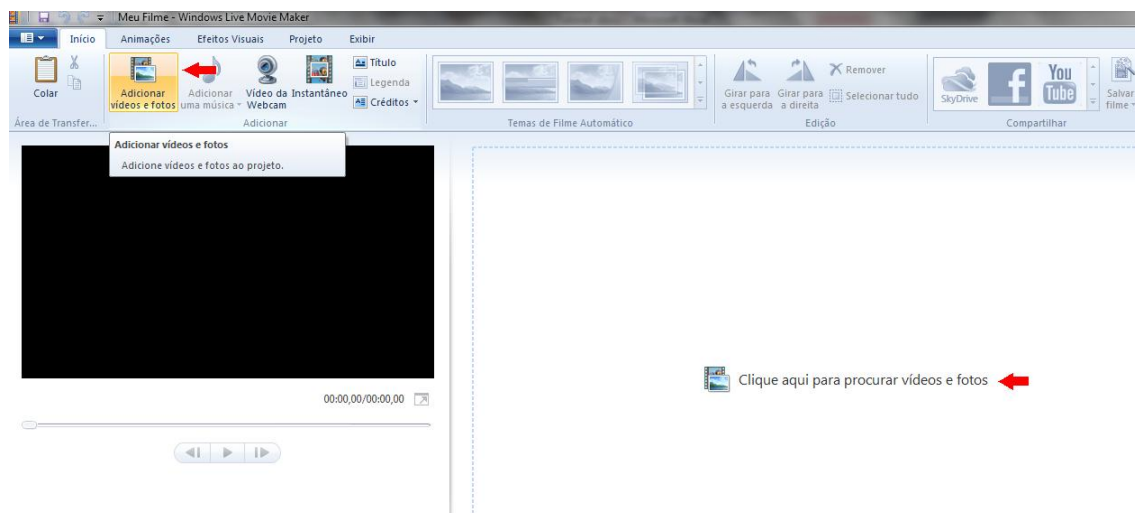 Meu Filme - Windows Live Movie Maker
Início Animações Efeitos Visuais Projeto Exibir
Colar
Adicionar
vídeos e fotos
Adicionar
uma música
Vídeo da
Webcam
Instantâneo
Título
Legenda
Créditos
Girar para
a esquerda
Girar para
a direita
Remover
Selecionar tudo
SkyDrive
f
You
Tube
Salvar
filme
Área de Transfer...
Adicionar
Temas de Filme Automático
Edição
Compartilhar
Adicionar vídeos e fotos
Adicione vídeos e fotos ao projeto.
Clique aqui para procurar vídeos e fotos
00:00,00/00:00,00